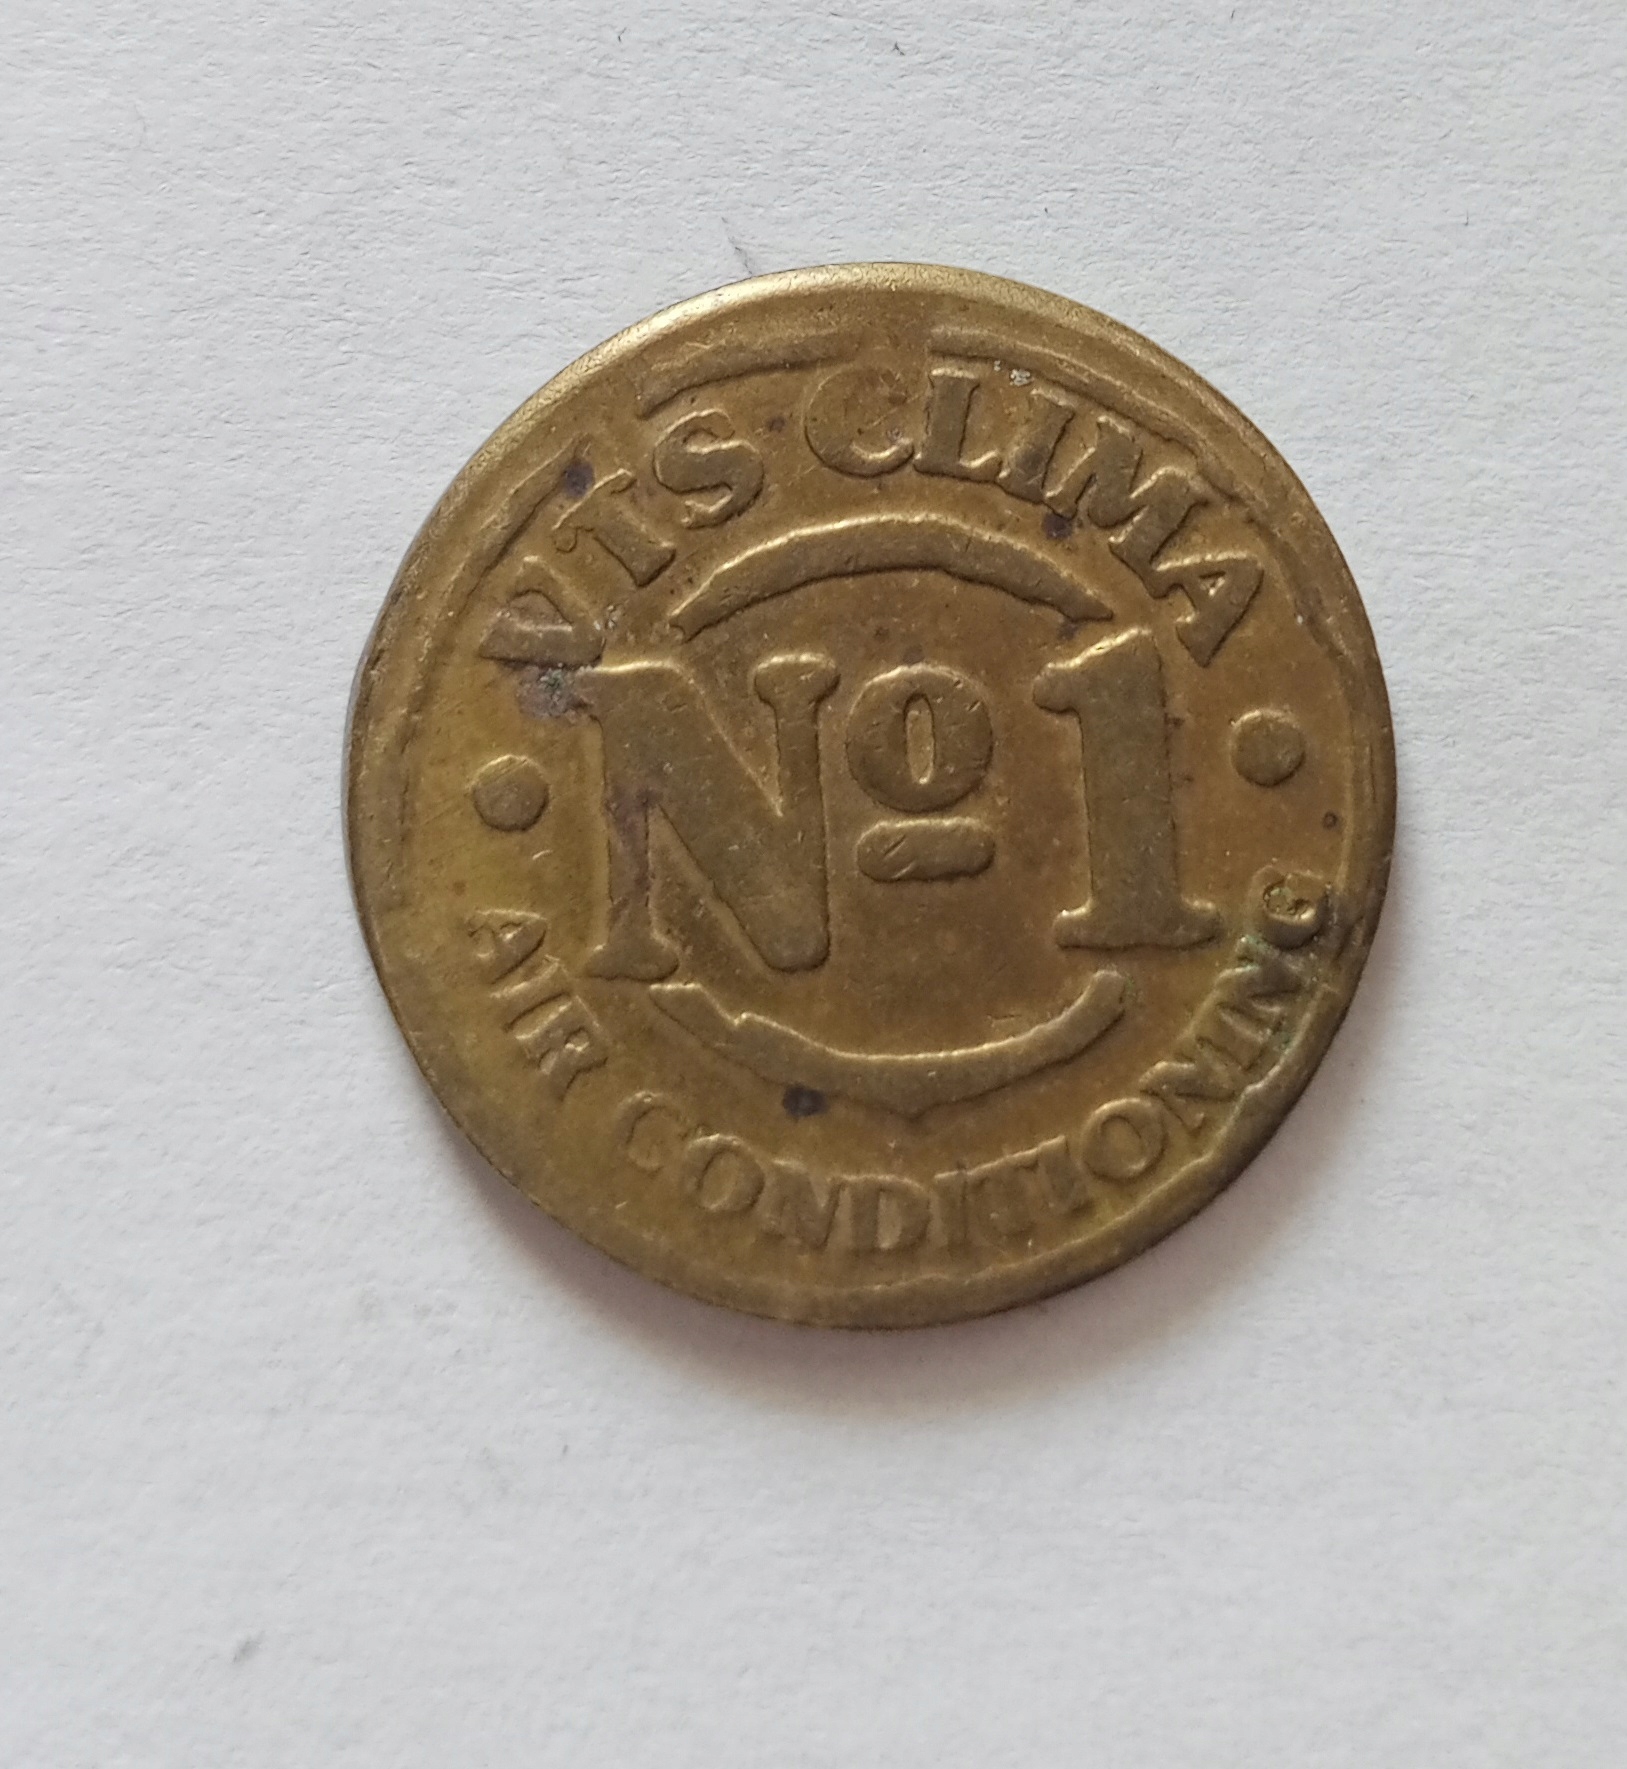 VTS CLIMA
Nº1
AIR CONDITIONING